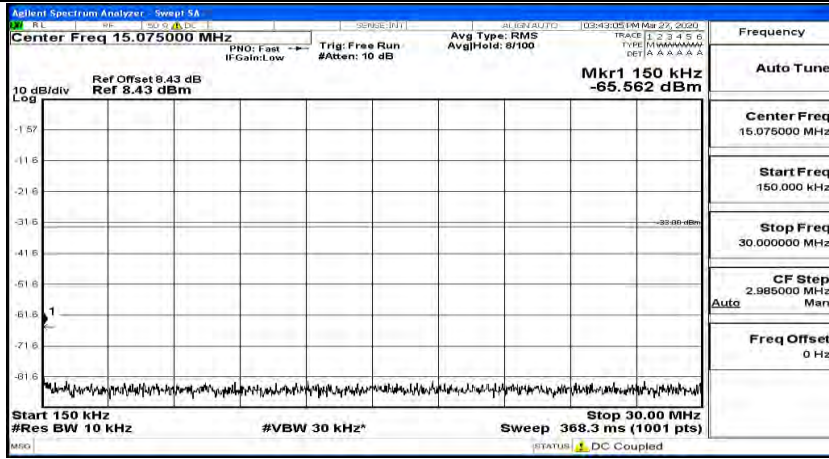 Agilent Spectrum Analyzer - Swept SA
RL RF 50 Ω DC SENSE:INT ALIGN AUTO 03:43:05 PM Mar 27, 2020
Center Freq 15.075000 MHz
PNO: Fast
IFGain:Low
Trig: Free Run
#Atten: 10 dB
Avg Type: RMS
Avg|Hold: 8/100
TRACE 1 2 3 4 5 6
TYPE MWWWWW
DET A A A A A A
Ref Offset 8.43 dB
Ref 8.43 dBm
10 dB/div
Log
Mkr1 150 kHz
-65.562 dBm
-1.57
-11.6
-21.6
-31.6
-41.6
-51.6
-61.6
-71.6
-81.6
-33.00 dBm
1
Start 150 kHz
Stop 30.00 MHz
#Res BW 10 kHz
#VBW 30 kHz*
Sweep 368.3 ms (1001 pts)
MSG
STATUS
DC Coupled
Frequency
Auto Tune
Center Freq
15.075000 MHz
Start Freq
150.000 kHz
Stop Freq
30.000000 MHz
CF Step
2.985000 MHz
Auto Man
Freq Offset
0 Hz